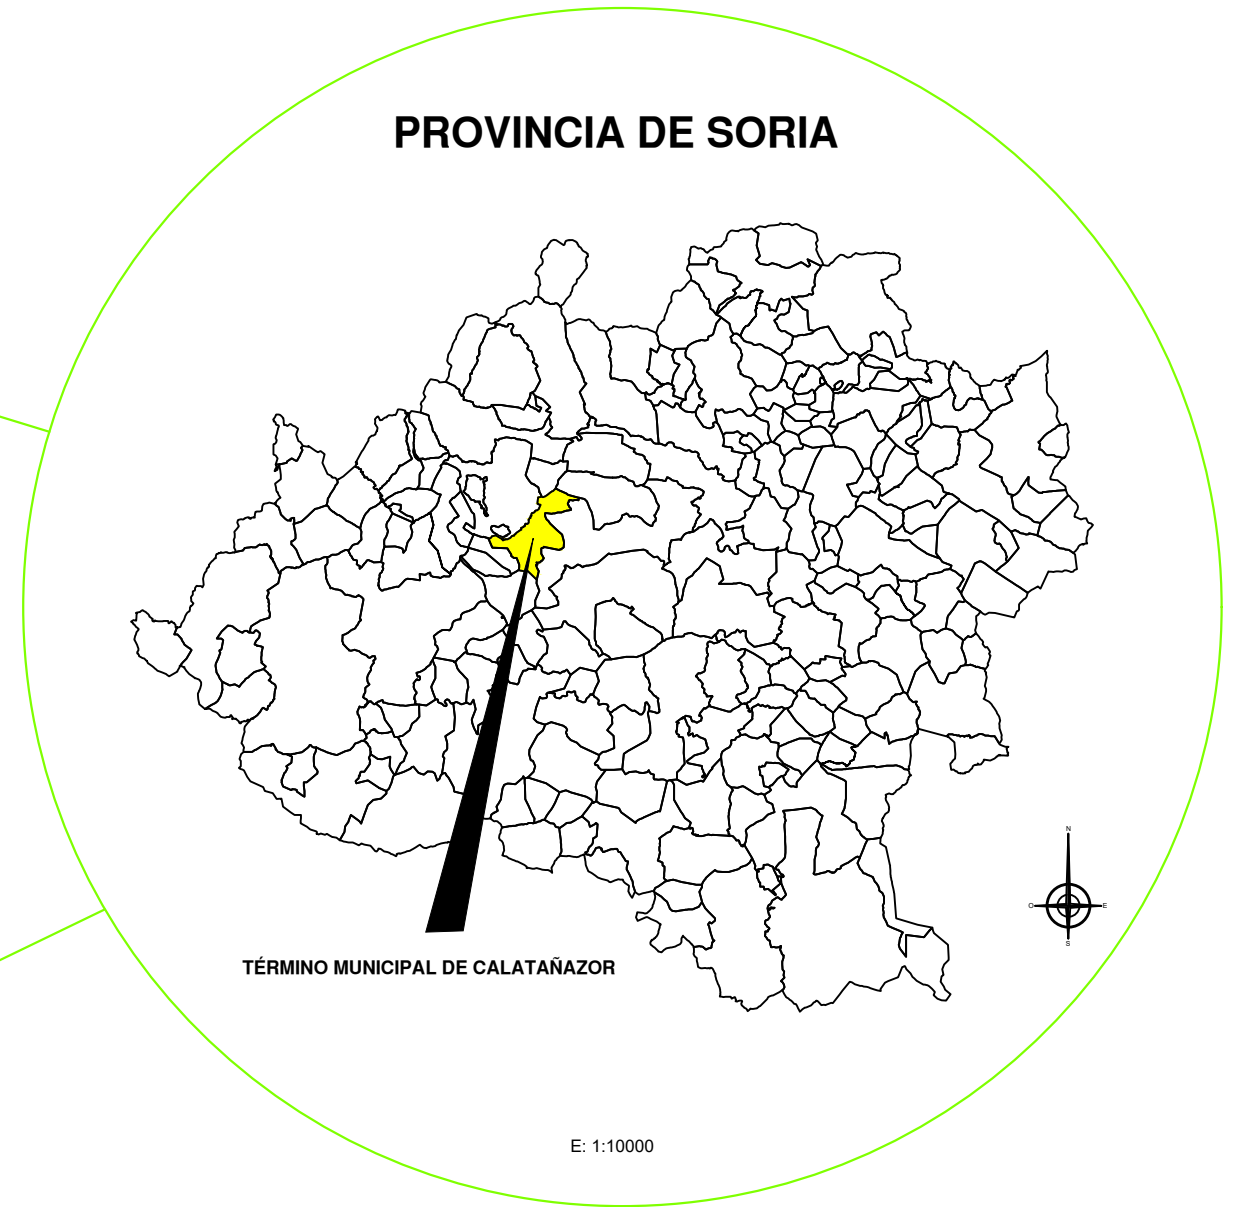 PROVINCIA DE SORIA
N
O E
S
TÉRMINO MUNICIPAL DE CALATAÑAZOR
E: 1:10000